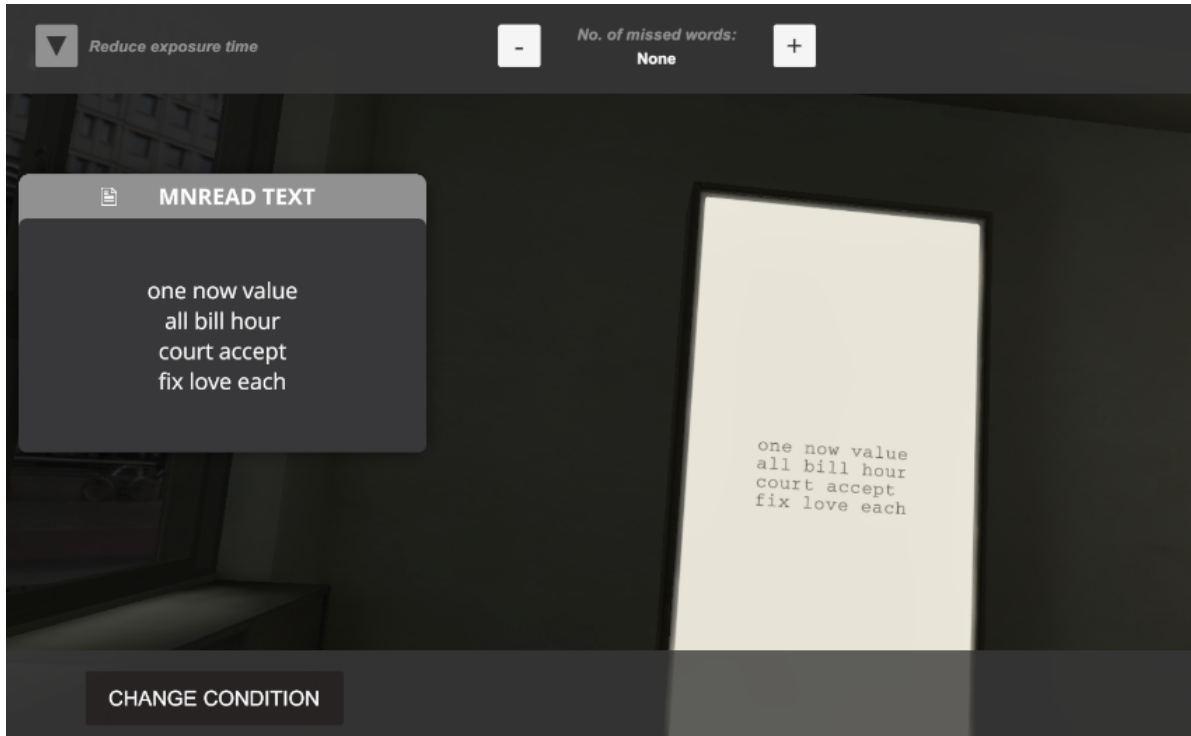 Reduce exposure time
-
No. of missed words:
None
+
MNREAD TEXT
one now value
all bill hour
court accept
fix love each
one now value
all bill hour
court accept
fix love each
CHANGE CONDITION